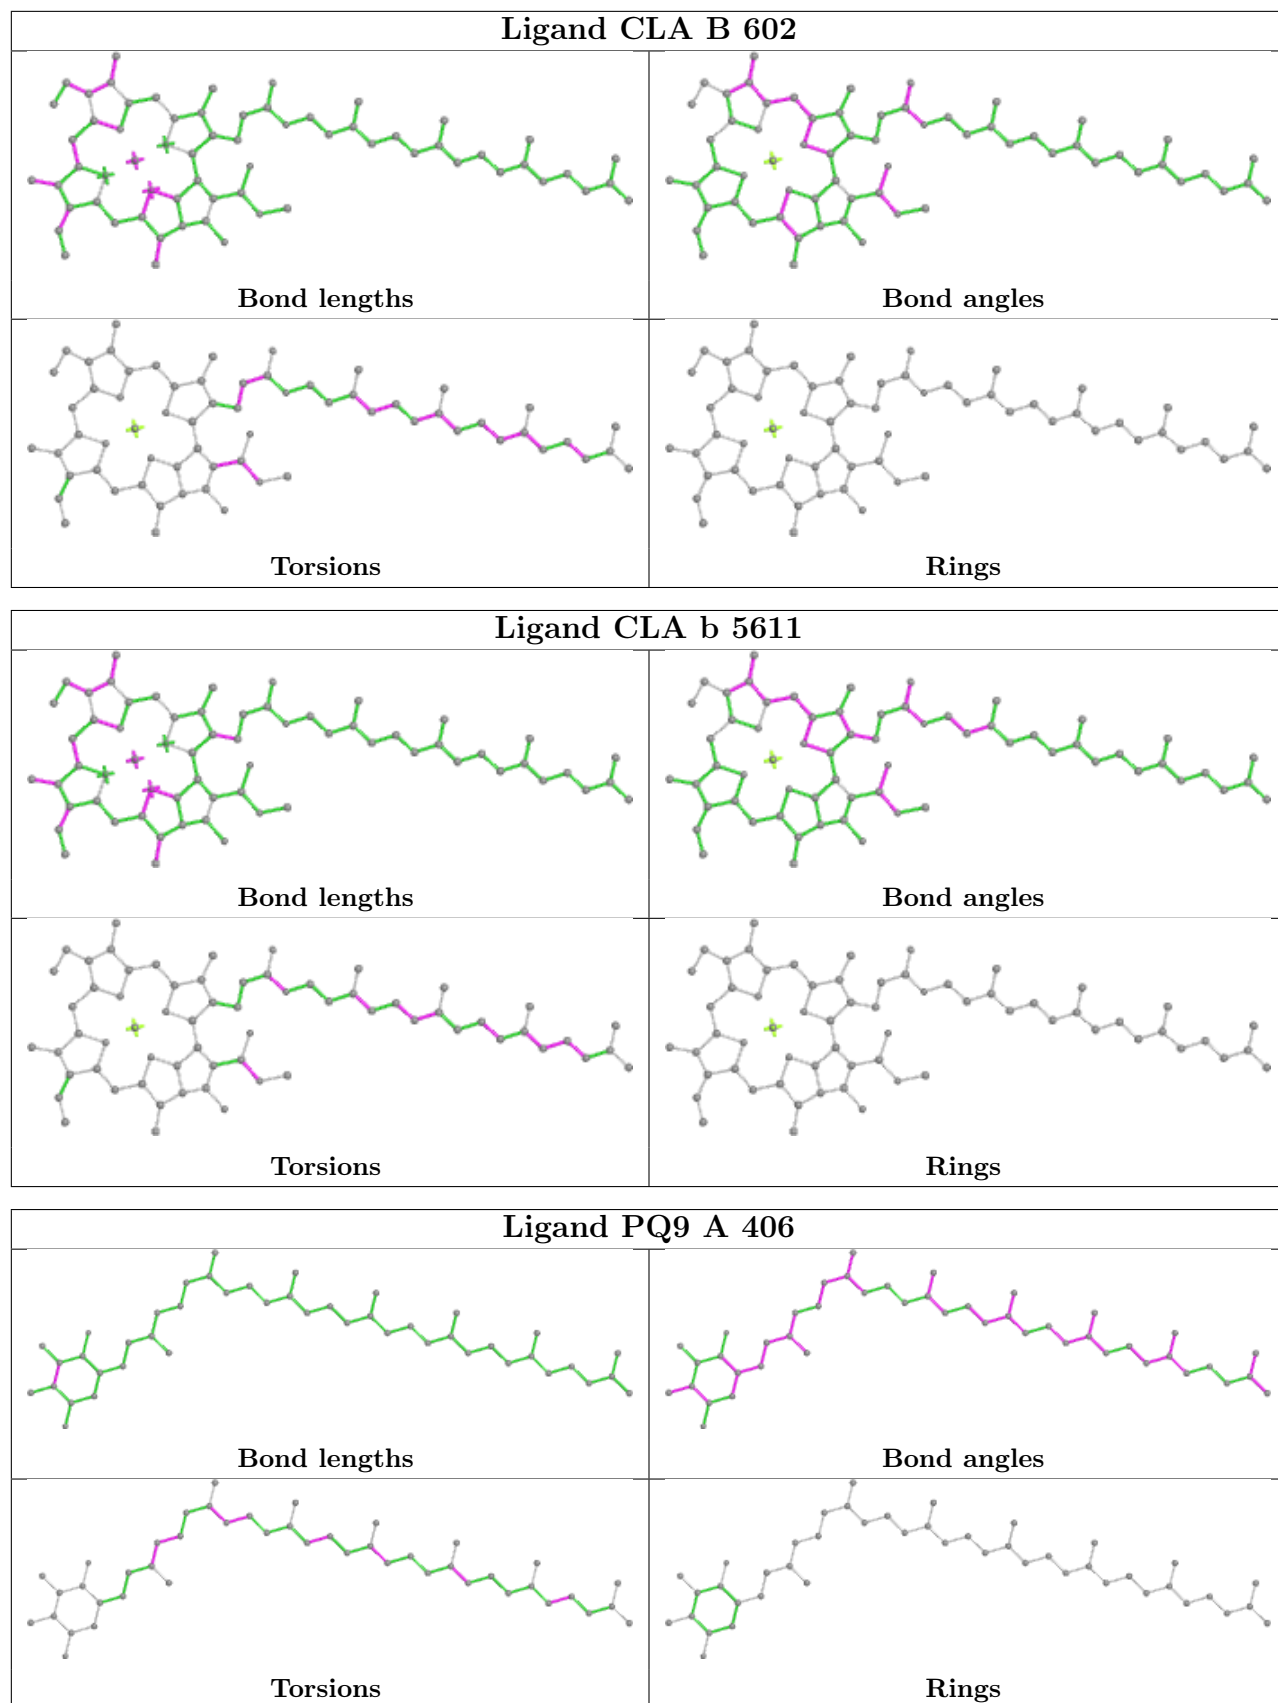 Ligand CLA B 602
Bond lengths
Bond angles
Torsions
Rings
Ligand CLA b 5611
Bond lengths
Bond angles
Torsions
Rings
Ligand PQ9 A 406
Bond lengths
Bond angles
Torsions
Rings